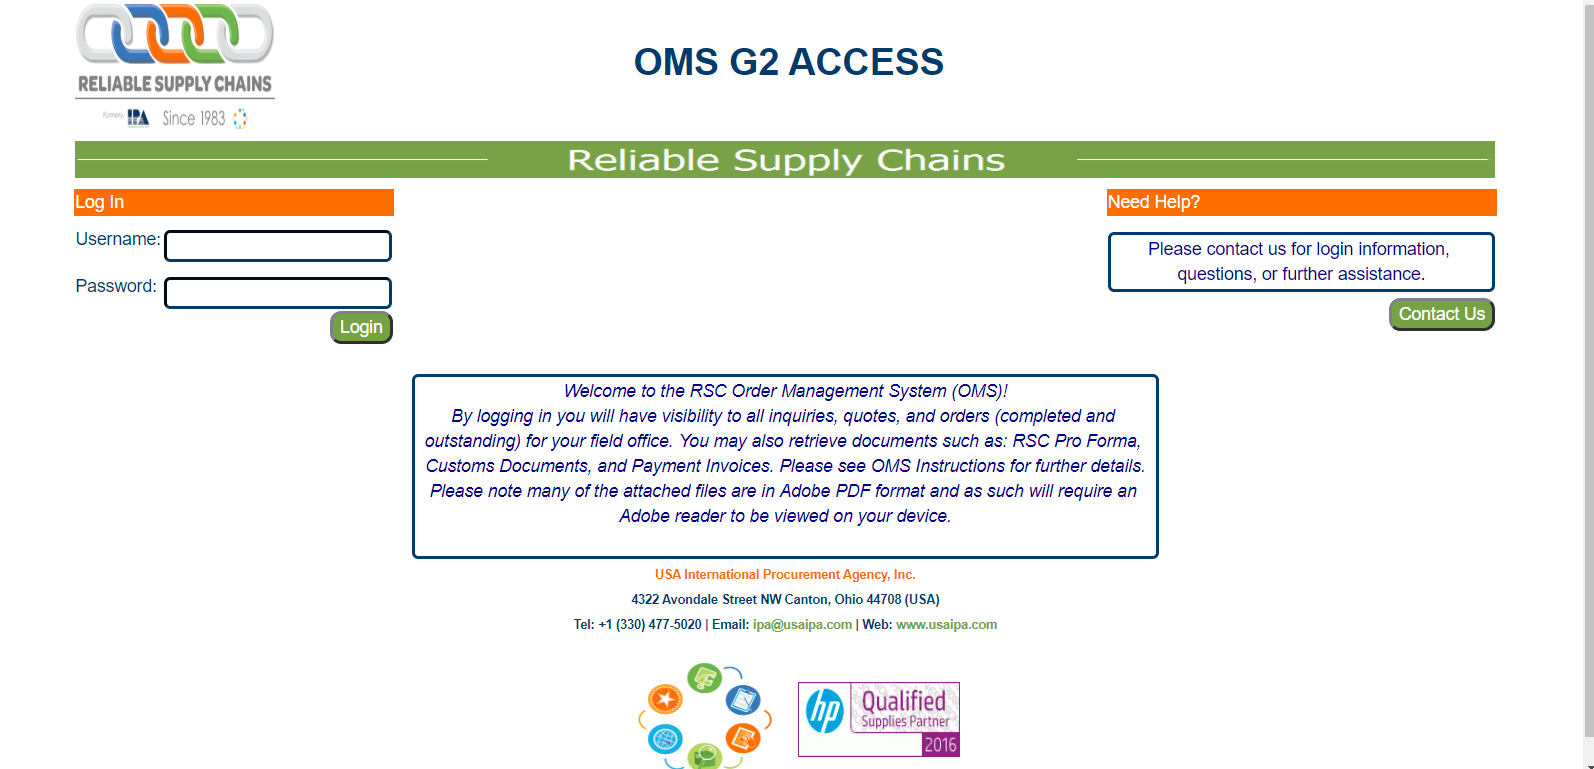 RELIABLE SUPPLY CHAINS
Formerly, IPA Since 1983
OMS G2 ACCESS
Reliable Supply Chains
Log In
Username:
Password:
Login
Need Help?
Please contact us for login information,
questions, or further assistance.
Contact Us
Welcome to the RSC Order Management System (OMS)!
By logging in you will have visibility to all inquiries, quotes, and orders (completed and
outstanding) for your field office. You may also retrieve documents such as: RSC Pro Forma,
Customs Documents, and Payment Invoices. Please see OMS Instructions for further details.
Please note many of the attached files are in Adobe PDF format and as such will require an
Adobe reader to be viewed on your device.
USA International Procurement Agency, Inc.
4322 Avondale Street NW Canton, Ohio 44708 (USA)
Tel: +1 (330) 477-5020 | Email: ipa@usaipa.com | Web: www.usaipa.com
hp Qualified
Supplies Partner
2016